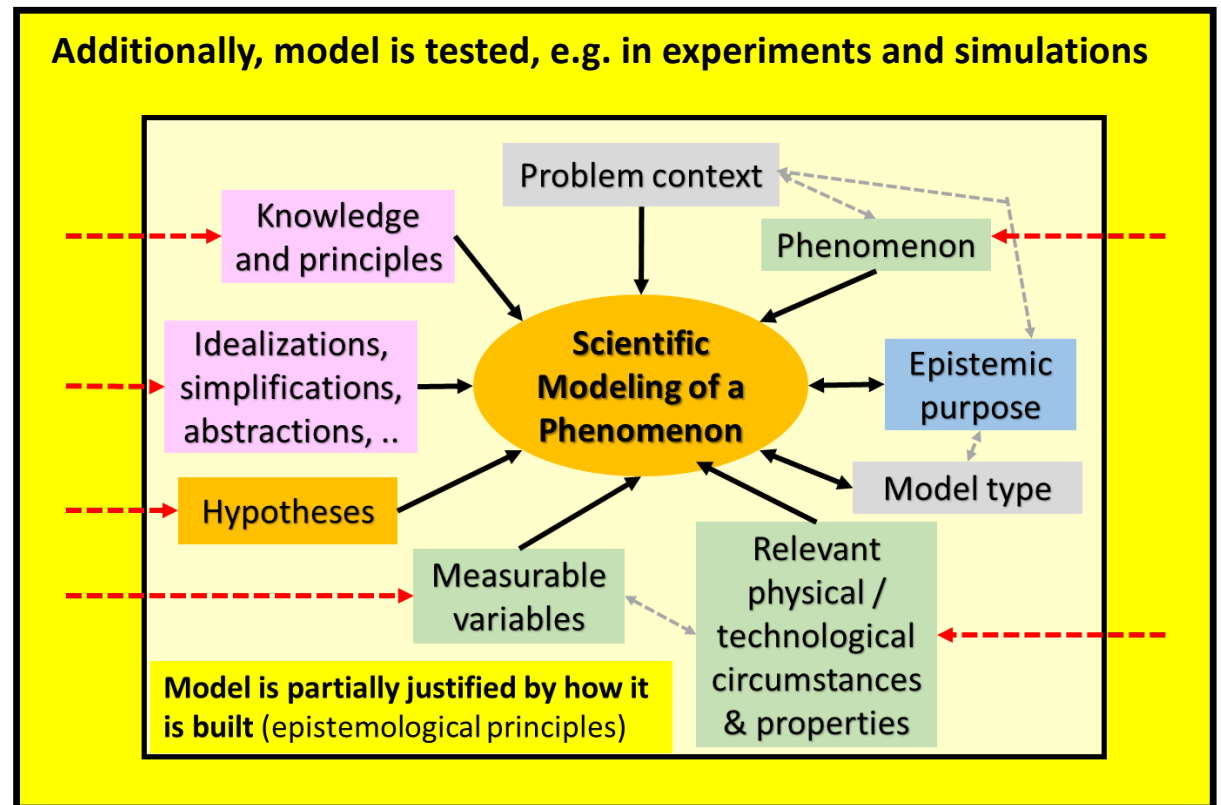 Additionally, model is tested, e.g. in experiments and simulations
Problem context
Knowledge
and principles
Phenomenon
Idealizations,
simplifications,
abstractions, ..
Scientific
Modeling of a
Phenomenon
Epistemic
purpose
Model type
Hypotheses
Measurable
variables
Relevant
physical /
technological
circumstances
& properties
Model is partially justified by how it
is built (epistemological principles)